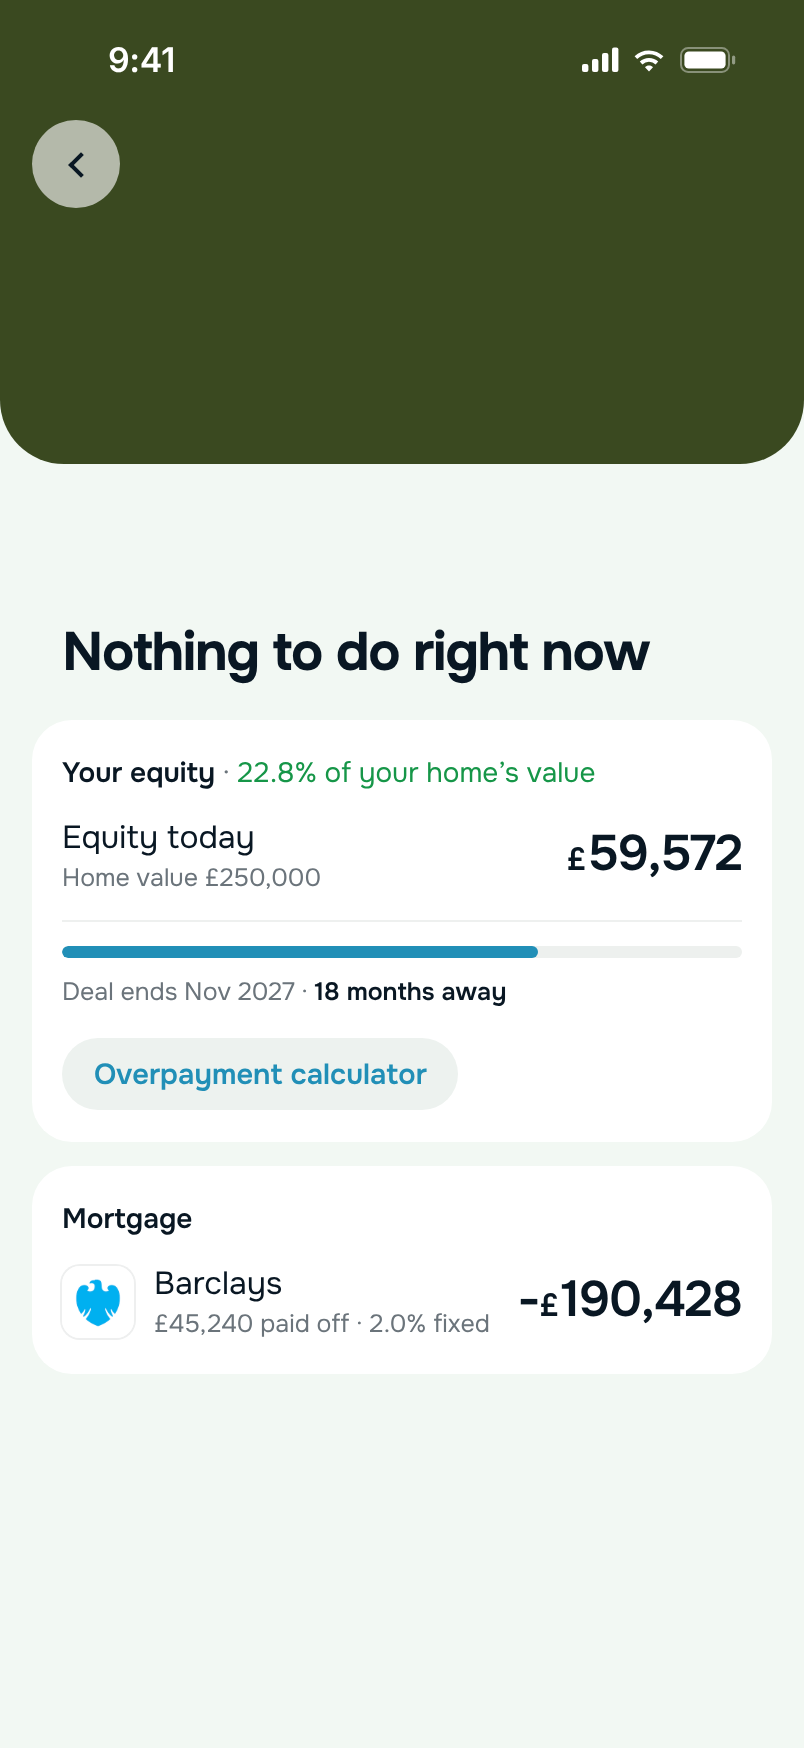 9:41
Nothing to do right now
Your equity · 22.8% of your home’s value
Equity today
£59,572
Home value £250,000
Deal ends Nov 2027 · 18 months away
Overpayment calculator
Mortgage
Barclays
-£190,428
£45,240 paid off · 2.0% fixed